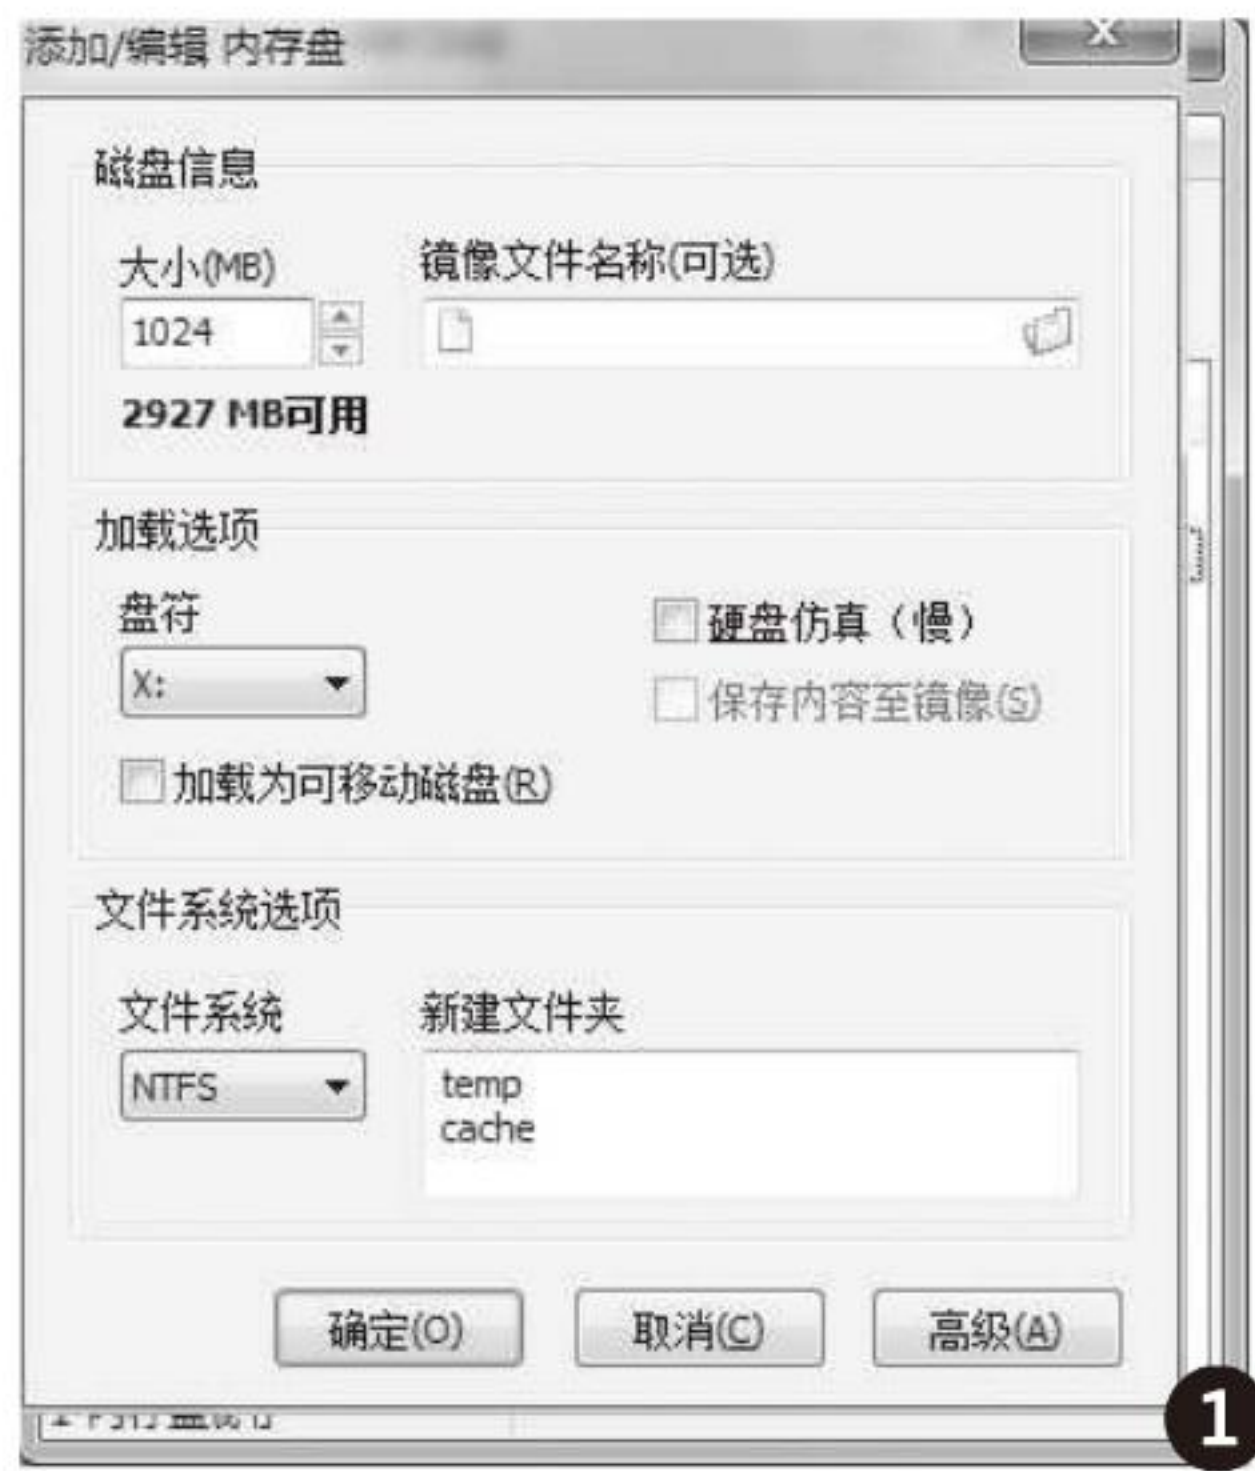 添加/编辑 内存盘
磁盘信息
大小(MB)
镜像文件名称(可选)
1024
2927 MB可用
加载选项
盘符
硬盘仿真（慢）
X:
保存内容至镜像(S)
加载为可移动磁盘(R)
文件系统选项
文件系统
新建文件夹
NTFS
temp
cache
确定(O)
取消(C)
高级(A)
1